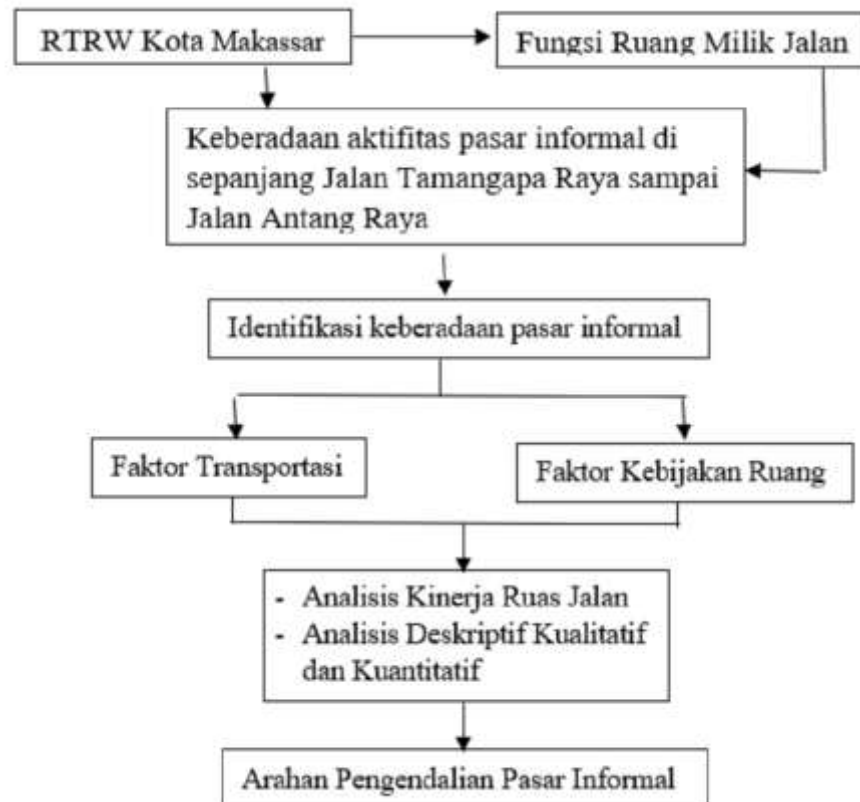 RTRW Kota Makassar
Fungsi Ruang Milik Jalan
Keberadaan aktifitas pasar informal di
sepanjang Jalan Tamangapa Raya sampai
Jalan Antang Raya
Identifikasi keberadaan pasar informal
Faktor Transportasi
Faktor Kebijakan Ruang
- Analisis Kinerja Ruas Jalan
- Analisis Deskriptif Kualitatif
dan Kuantitatif
Arahan Pengendalian Pasar Informal